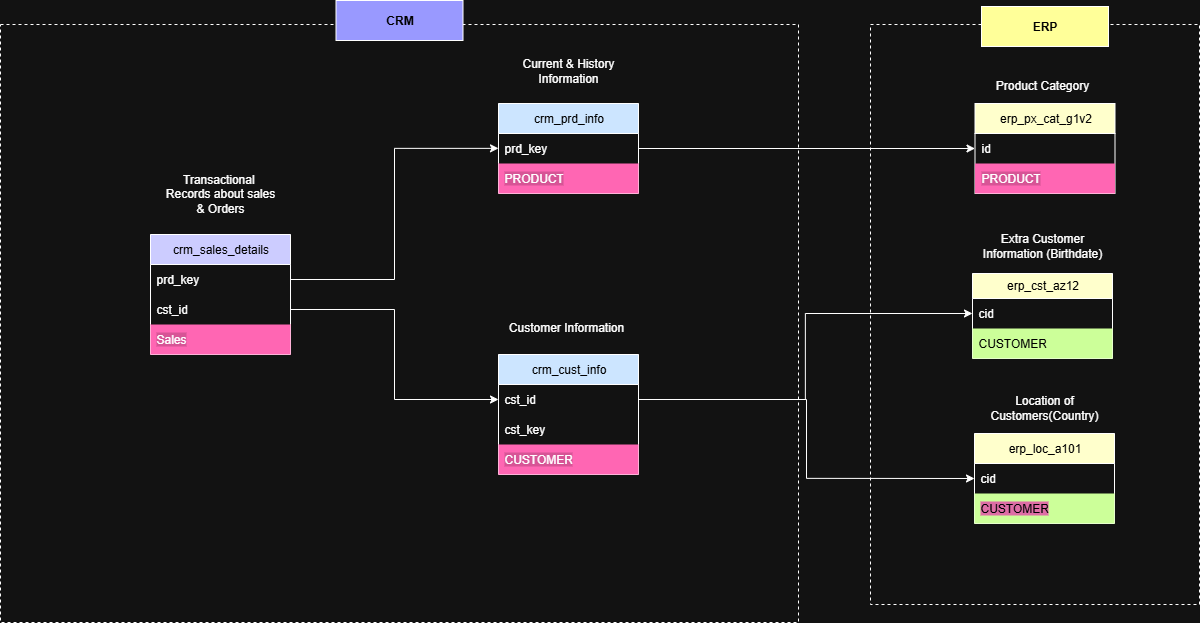 CRM
ERP
Current & History
Information
crm_prd_info
prd_key
PRODUCT
Product Category
erp_px_cat_g1v2
id
PRODUCT
Transactional
Records about sales
& Orders
crm_sales_details
prd_key
cst_id
Sales
Extra Customer
Information (Birthdate)
erp_cst_az12
cid
CUSTOMER
Customer Information
crm_cust_info
cst_id
cst_key
CUSTOMER
Location of
Customers(Country)
erp_loc_a101
cid
CUSTOMER